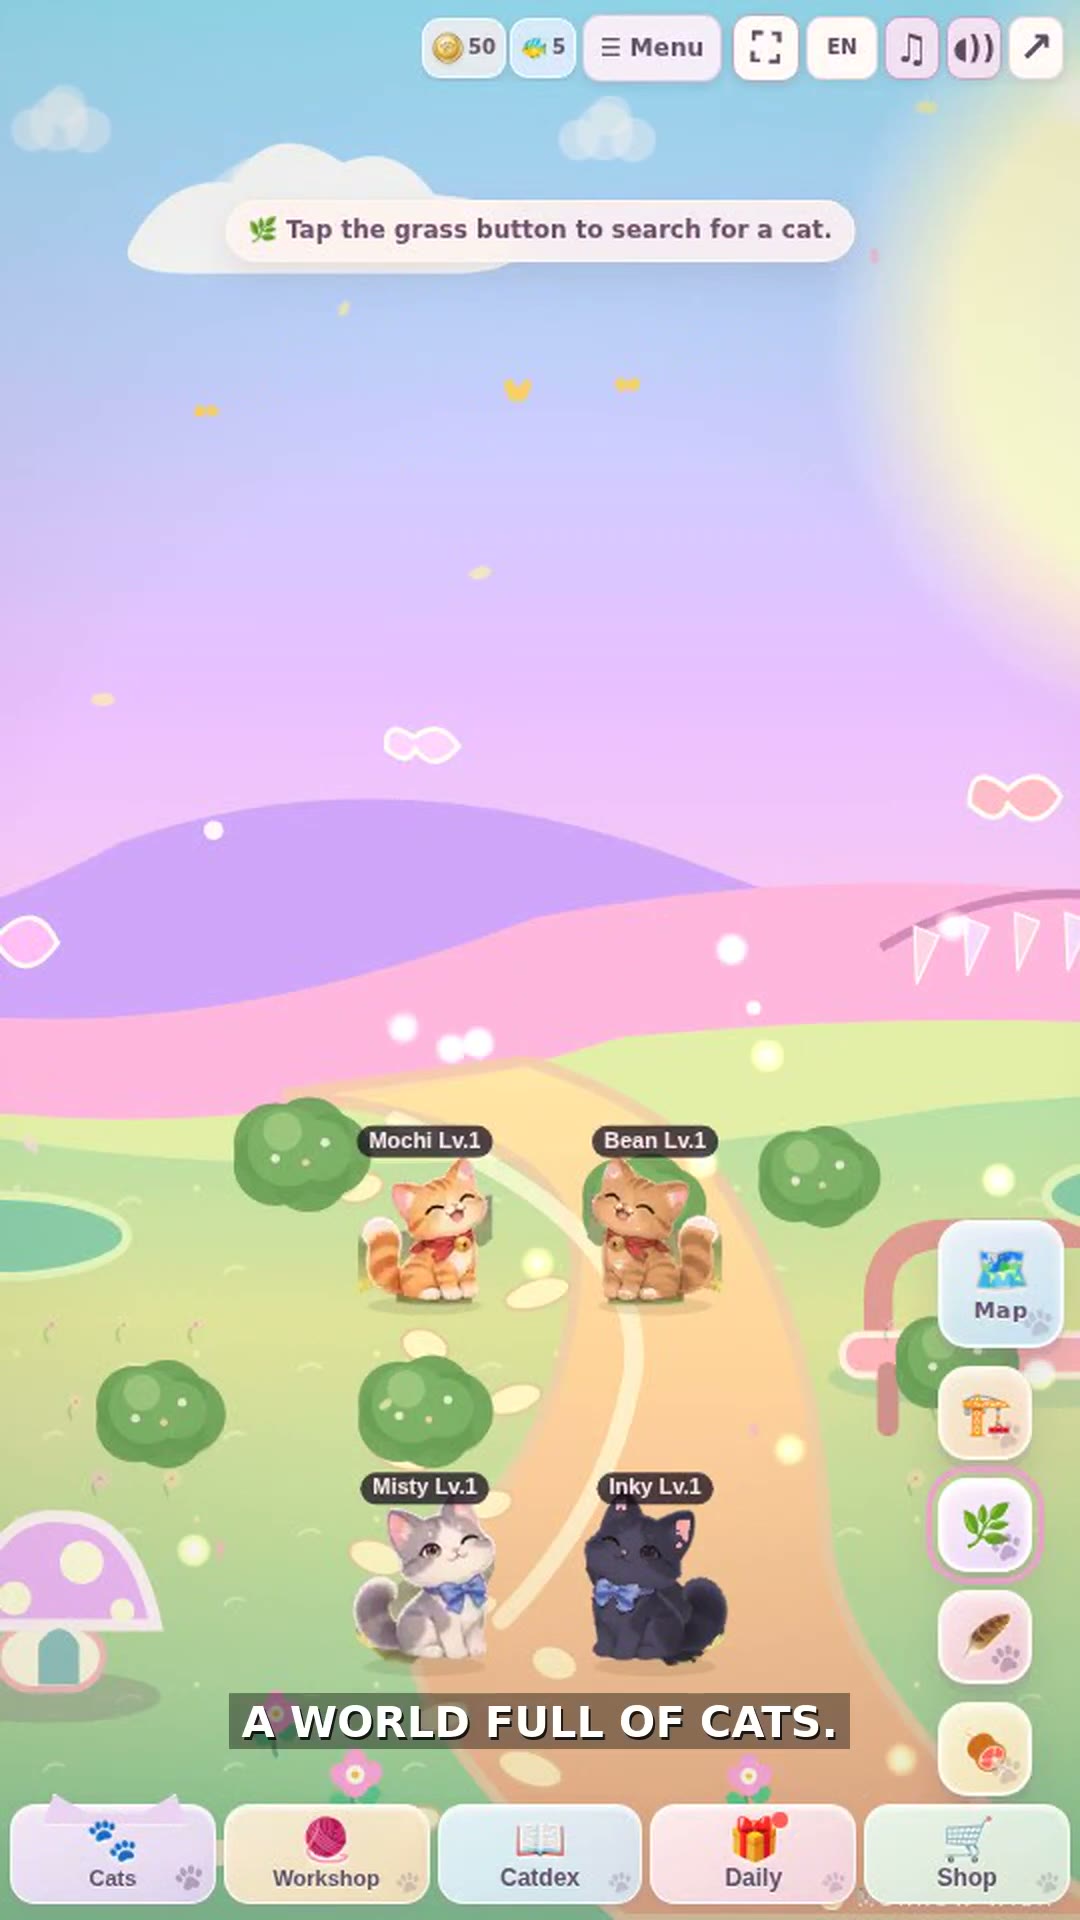 50
5
☰ Menu
EN
Tap the grass button to search for a cat.
Mochi Lv.1
Bean Lv.1
Map
Misty Lv.1
Inky Lv.1
A WORLD FULL OF CATS.
Cats
Workshop
Catdex
Daily
Shop